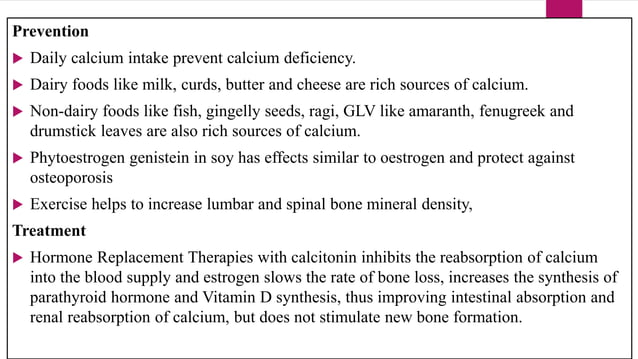 Prevention
Daily calcium intake prevent calcium deficiency.
Dairy foods like milk, curds, butter and cheese are rich sources of calcium.
Non-dairy foods like fish, gingelly seeds, ragi, GLV like amaranth, fenugreek and
drumstick leaves are also rich sources of calcium.
Phytoestrogen genistein in soy has effects similar to oestrogen and protect against
osteoporosis
Exercise helps to increase lumbar and spinal bone mineral density,
Treatment
Hormone Replacement Therapies with calcitonin inhibits the reabsorption of calcium
into the blood supply and estrogen slows the rate of bone loss, increases the synthesis of
parathyroid hormone and Vitamin D synthesis, thus improving intestinal absorption and
renal reabsorption of calcium, but does not stimulate new bone formation.